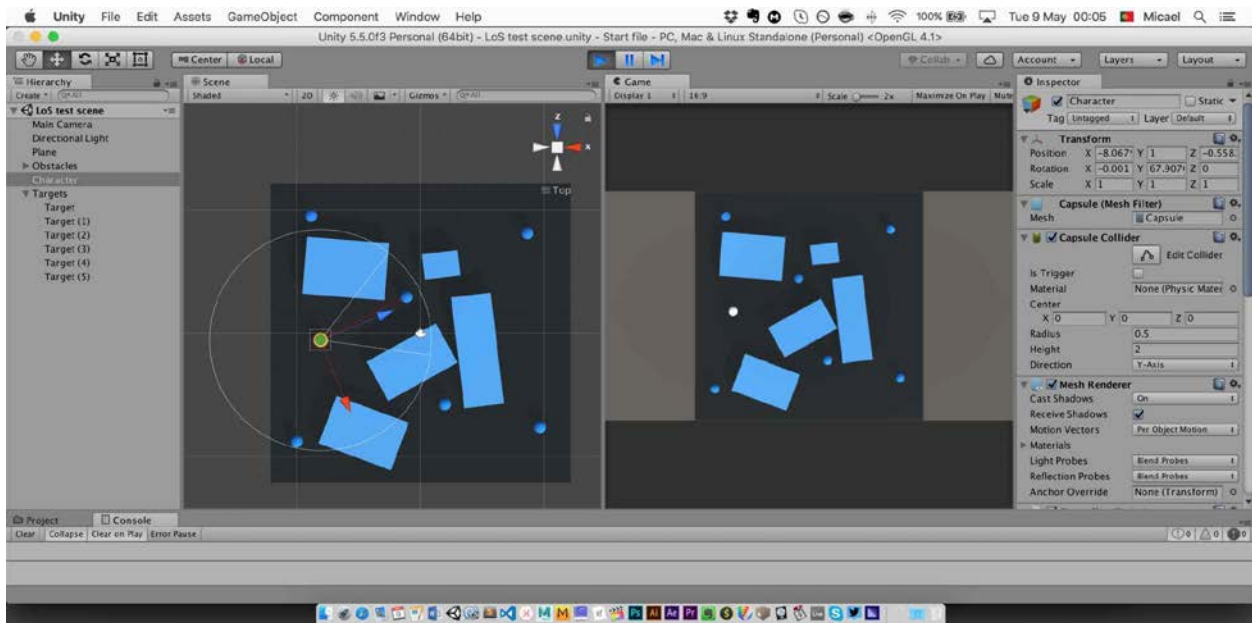 Unity File Edit Assets GameObject Component Window Help 100% Tue 9 May 00:05 Micael
Unity 5.5.0f3 Personal (64bit) - LoS test scene.unity - Start file - PC, Mac & Linux Standalone (Personal) <OpenGL 4.1>
Center Local Collab Account Layers Layout
Hierarchy
Create
LoS test scene
Main Camera
Directional Light
Plane
Obstacles
Character
Targets
Target
Target (1)
Target (2)
Target (3)
Target (4)
Target (5)
Scene
Shaded 2D Gizmos
z
x
Top
Game
Display 1 16:9 Scale 2x Maximize On Play Mute
Inspector
Character Static
Tag Untagged Layer Default
Transform
Position X -8.067 Y 1 Z -0.558
Rotation X -0.001 Y 67.907 Z 0
Scale X 1 Y 1 Z 1
Capsule (Mesh Filter)
Mesh Capsule
Capsule Collider
Edit Collider
Is Trigger
Material None (Physic Mater
Center
X 0 Y 0 Z 0
Radius 0.5
Height 2
Direction Y-Axis
Mesh Renderer
Cast Shadows On
Receive Shadows
Motion Vectors Per Object Motion
Materials
Light Probes Blend Probes
Reflection Probes Blend Probes
Anchor Override None (Transform)
Project Console
Clear Collapse Clear on Play Error Pause
0 0 0
Ps Ai Ae Pr